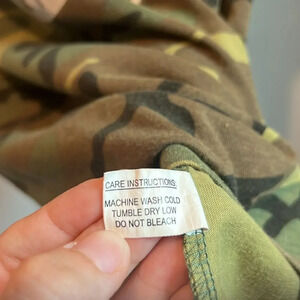 CARE INSTRUCTIONS:
MACHINE WASH COLD
TUMBLE DRY LOW
DO NOT BLEACH